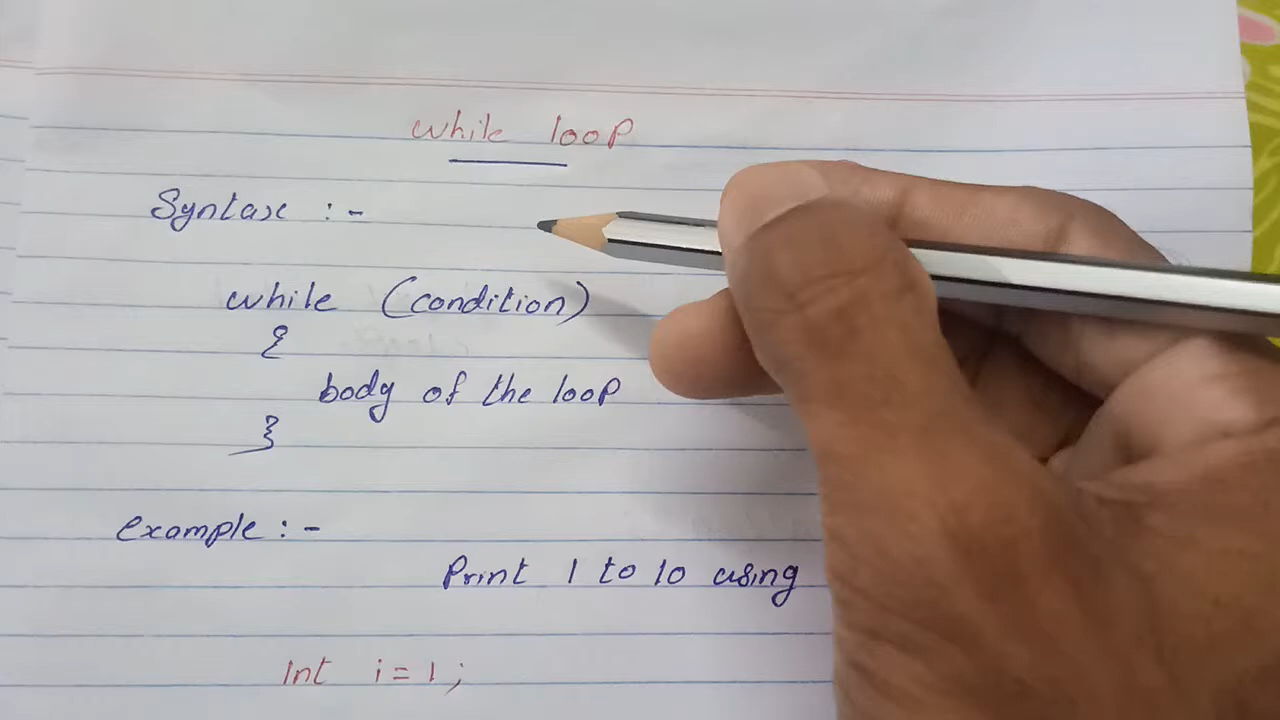 while loop
Syntax :-
while (condition)
{
body of the loop
}
example :-
Print 1 to 10 using
int i = 1 ;